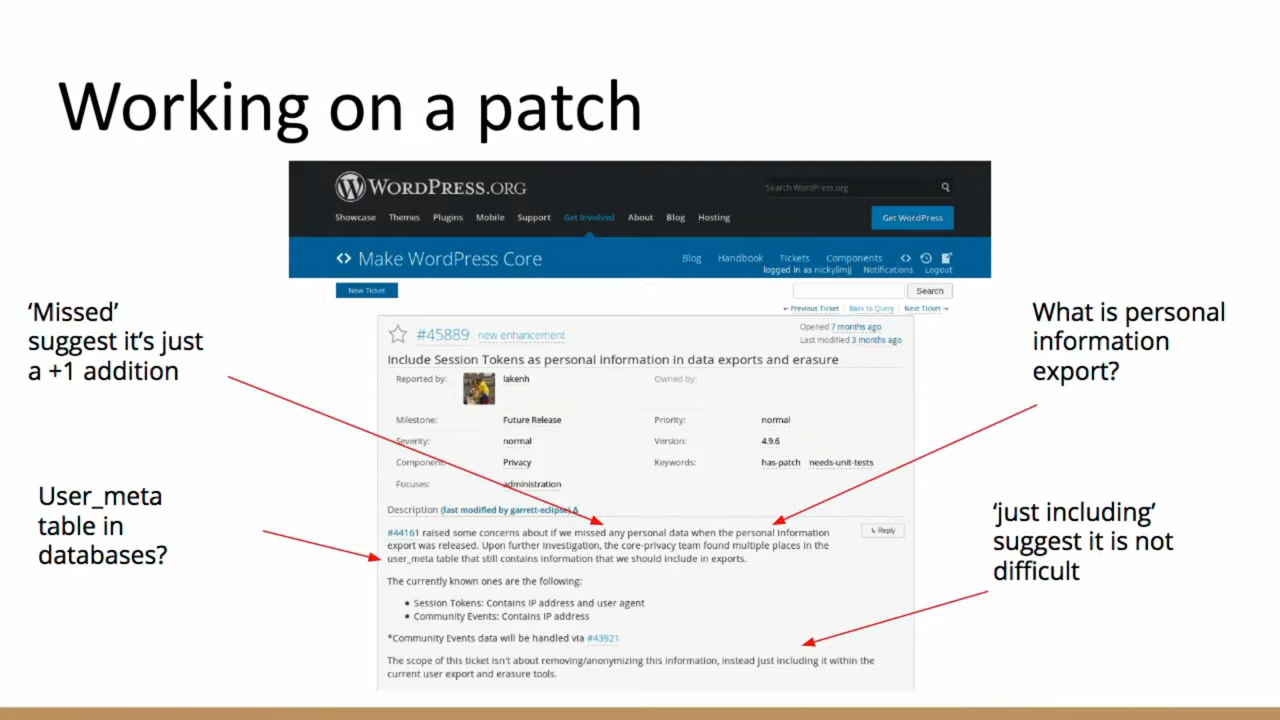 Working on a patch
WORDPRESS.ORG
Search WordPress.org
Showcase Themes Plugins Mobile Support Get Involved About Blog Hosting
Get WordPress
Make WordPress Core
Blog Handbook Tickets Components
logged in as nickylimjj Notifications Logout
New Ticket
Search
← Previous Ticket Back to Query Next Ticket →
‘Missed’
suggest it’s just
a +1 addition
What is personal
information
export?
#45889 new enhancement
Opened 7 months ago
Last modified 3 months ago
Include Session Tokens as personal information in data exports and erasure
Reported by: lakenh Owned by:
Milestone: Future Release Priority: normal
Severity: normal Version: 4.9.6
Component: Privacy Keywords: has-patch needs-unit-tests
Focuses: administration
User_meta
table in
databases?
‘just including’
suggest it is not
difficult
Description (last modified by garrett-eclipse)
Reply
#44161 raised some concerns about if we missed any personal data when the personal information
export was released. Upon further investigation, the core-privacy team found multiple places in the
user_meta table that still contains information that we should include in exports.
The currently known ones are the following:
• Session Tokens: Contains IP address and user agent
• Community Events: Contains IP address
*Community Events data will be handled via #43921
The scope of this ticket isn't about removing/anonymizing this information, instead just including it within the
current user export and erasure tools.